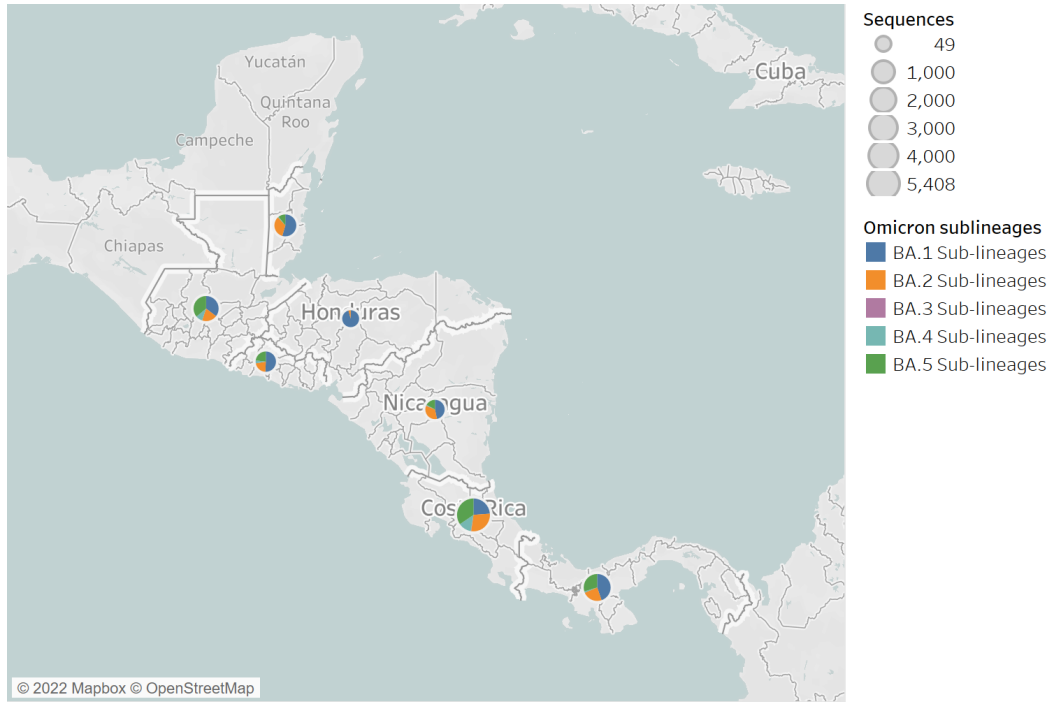 Yucatán
Quintana
Roo
Campeche
Chiapas
Cuba
Honduras
Nicaragua
Costa Rica
© 2022 Mapbox © OpenStreetMap
Sequences
49
1,000
2,000
3,000
4,000
5,408
Omicron sublineages
BA.1 Sub-lineages
BA.2 Sub-lineages
BA.3 Sub-lineages
BA.4 Sub-lineages
BA.5 Sub-lineages